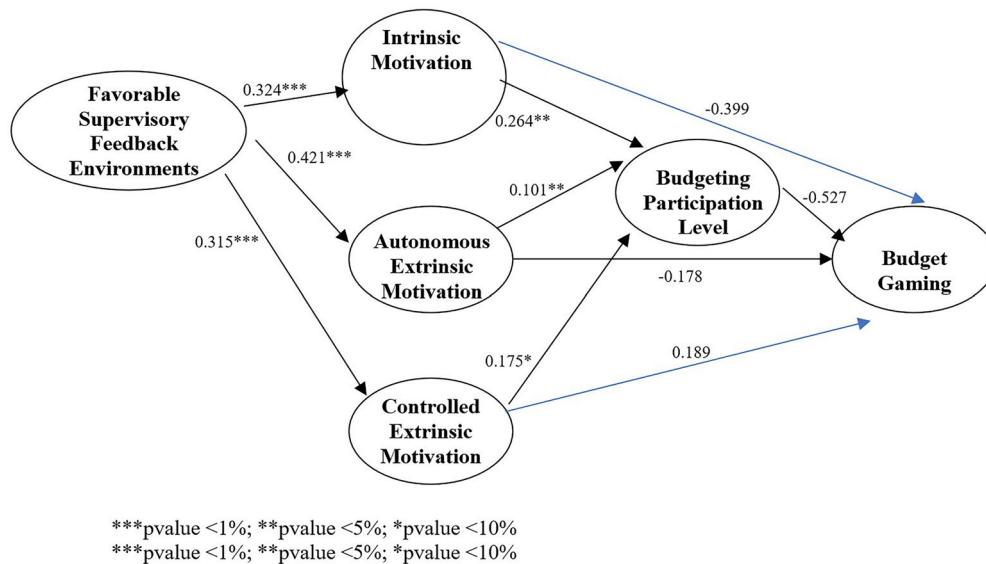 Intrinsic
Motivation
Favorable
Supervisory
Feedback
Environments
0.324***
-0.399
0.264**
0.421***
0.101**
Budgeting
Participation
Level
-0.527
0.315***
Autonomous
Extrinsic
Motivation
-0.178
Budget
Gaming
0.175*
0.189
Controlled
Extrinsic
Motivation
***pvalue <1%; **pvalue <5%; *pvalue <10%
***pvalue <1%; **pvalue <5%; *pvalue <10%